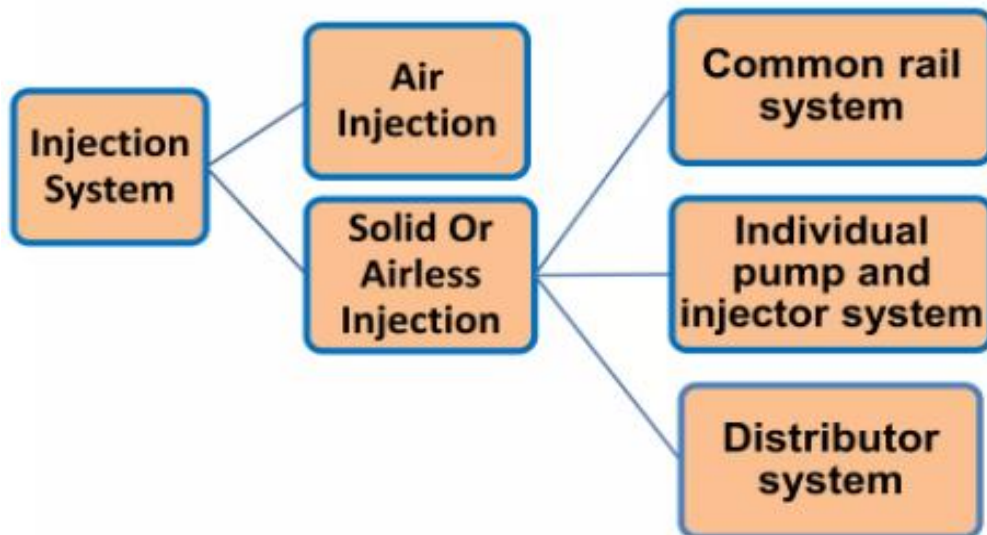 Injection
System
Air
Injection
Solid Or
Airless
Injection
Common rail
system
Individual
pump and
injector system
Distributor
system